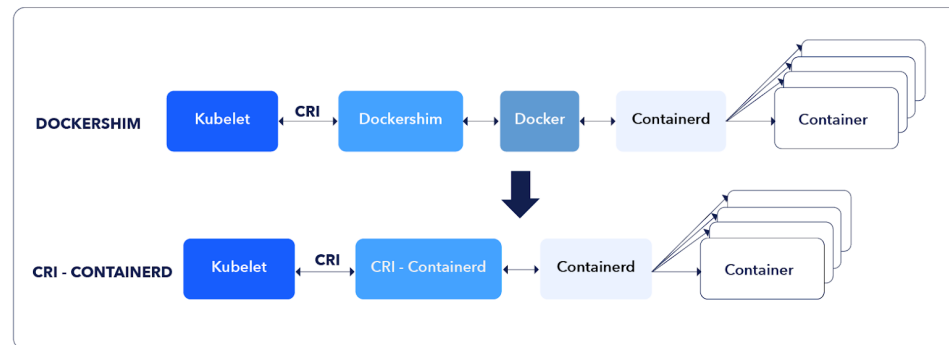 DOCKERSHIM
Kubelet
CRI
Dockershim
Docker
Containerd
Container
CRI - CONTAINERD
Kubelet
CRI
CRI - Containerd
Containerd
Container